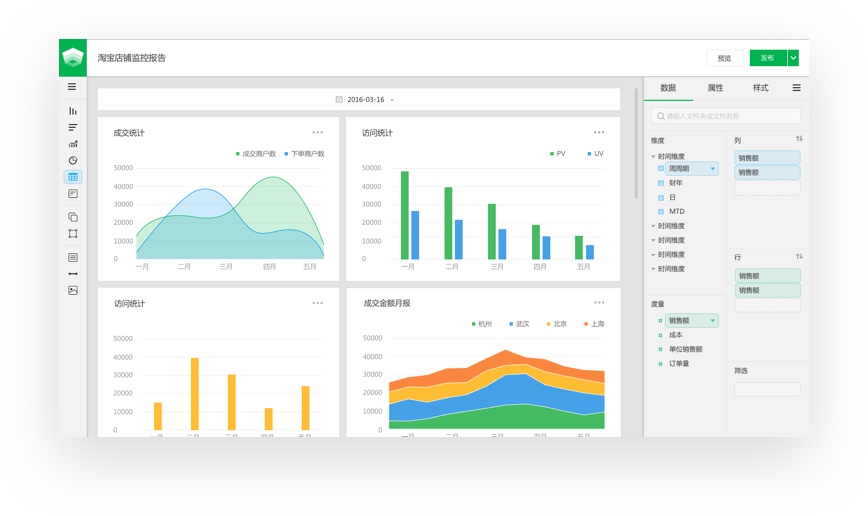 淘宝店铺监控报告
预览
发布
2016-03-16
成交统计
成交商户数 下单商户数
50000
40000
30000
20000
10000
0
一月 二月 三月 四月 五月
访问统计
PV UV
50000
40000
30000
20000
10000
0
一月 二月 三月 四月 五月
访问统计
50000
40000
30000
20000
10000
0
一月 二月 三月 四月 五月
成交金额月报
杭州 武汉 北京 上海
50000
40000
30000
20000
10000
0
一月 二月 三月 四月 五月
数据 属性 样式
请输入文件夹或文件名称
维度
时间维度
周周期
财年
日
MTD
时间维度
时间维度
时间维度
时间维度
度量
销售额
成本
单位销售额
订单量
列
销售额
销售额
行
销售额
销售额
筛选